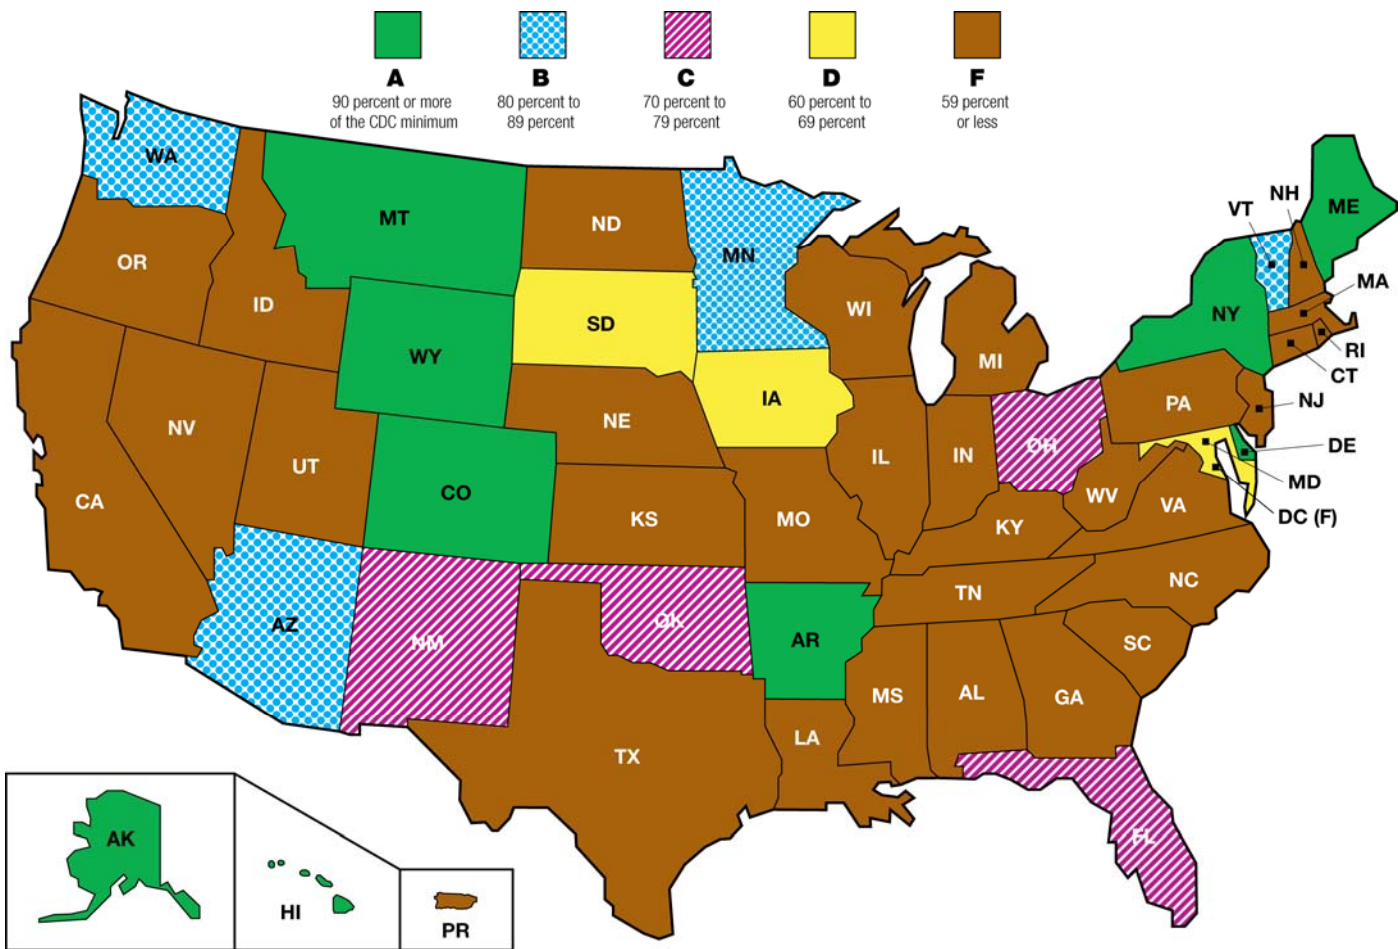 A
90 percent or more
of the CDC minimum
B
80 percent to
89 percent
C
70 percent to
79 percent
D
60 percent to
69 percent
F
59 percent
or less
WA
MT
ND
MN
OR
ID
WY
SD
WI
MI
VT
NH
ME
NY
MA
RI
CT
NV
UT
CO
NE
IA
IL
IN
OH
PA
NJ
DE
MD
DC (F)
CA
KS
MO
KY
WV
VA
AZ
NM
OK
AR
TN
NC
SC
TX
LA
MS
AL
GA
FL
AK
HI
PR